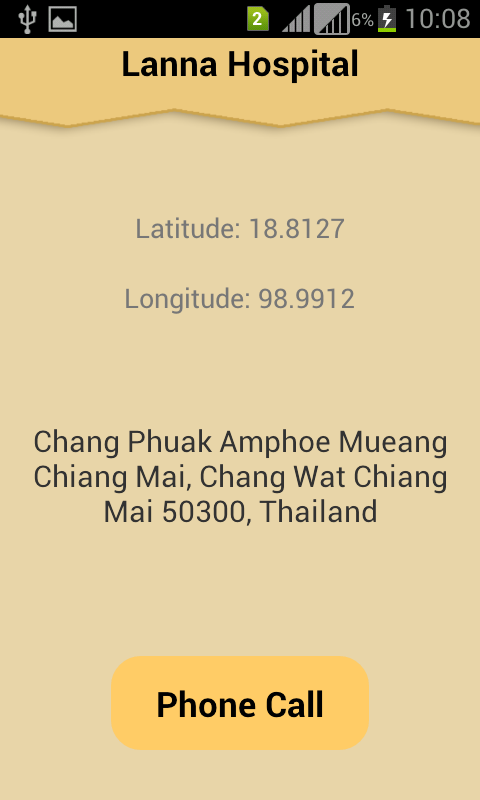 2 6% 10:08
Lanna Hospital
Latitude: 18.8127
Longitude: 98.9912
Chang Phuak Amphoe Mueang
Chiang Mai, Chang Wat Chiang
Mai 50300, Thailand
Phone Call